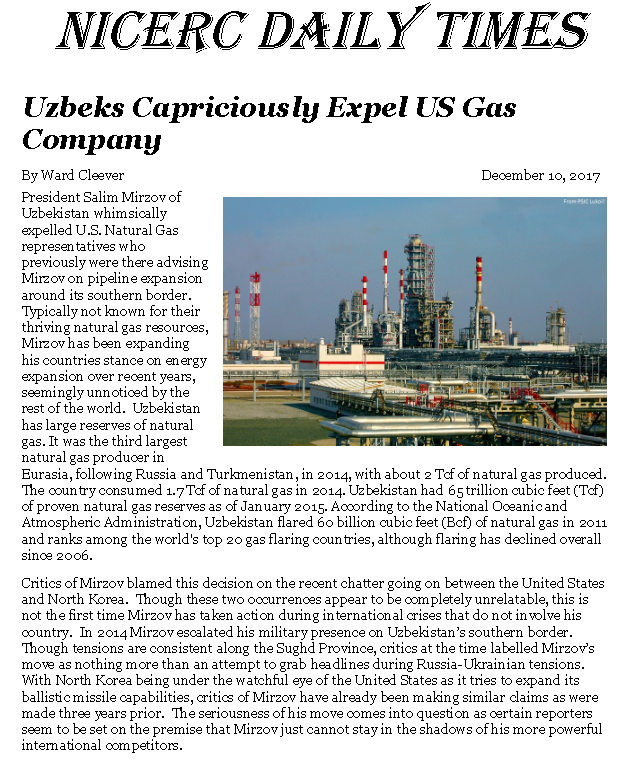 NICERC DAILY TIMES
Uzbeks Capriciously Expel US Gas
Company
By Ward Cleever
December 10, 2017
President Salim Mirzov of
Uzbekistan whimsically
expelled U.S. Natural Gas
representatives who
previously were there advising
Mirzov on pipeline expansion
around its southern border.
Typically not known for their
thriving natural gas resources,
Mirzov has been expanding
his countries stance on energy
expansion over recent years,
seemingly unnoticed by the
rest of the world.  Uzbekistan
has large reserves of natural
gas. It was the third largest
natural gas producer in
From PSJC Lukoil
Eurasia, following Russia and Turkmenistan, in 2014, with about 2 Tcf of natural gas produced.
The country consumed 1.7 Tcf of natural gas in 2014. Uzbekistan had 65 trillion cubic feet (Tcf)
of proven natural gas reserves as of January 2015. According to the National Oceanic and
Atmospheric Administration, Uzbekistan flared 60 billion cubic feet (Bcf) of natural gas in 2011
and ranks among the world's top 20 gas flaring countries, although flaring has declined overall
since 2006.
Critics of Mirzov blamed this decision on the recent chatter going on between the United States
and North Korea.  Though these two occurrences appear to be completely unrelatable, this is
not the first time Mirzov has taken action during international crises that do not involve his
country.  In 2014 Mirzov escalated his military presence on Uzbekistan's southern border.
Though tensions are consistent along the Sughd Province, critics at the time labelled Mirzov's
move as nothing more than an attempt to grab headlines during Russia-Ukrainian tensions.
With North Korea being under the watchful eye of the United States as it tries to expand its
ballistic missile capabilities, critics of Mirzov have already been making similar claims as were
made three years prior.  The seriousness of his move comes into question as certain reporters
seem to be set on the premise that Mirzov just cannot stay in the shadows of his more powerful
international competitors.